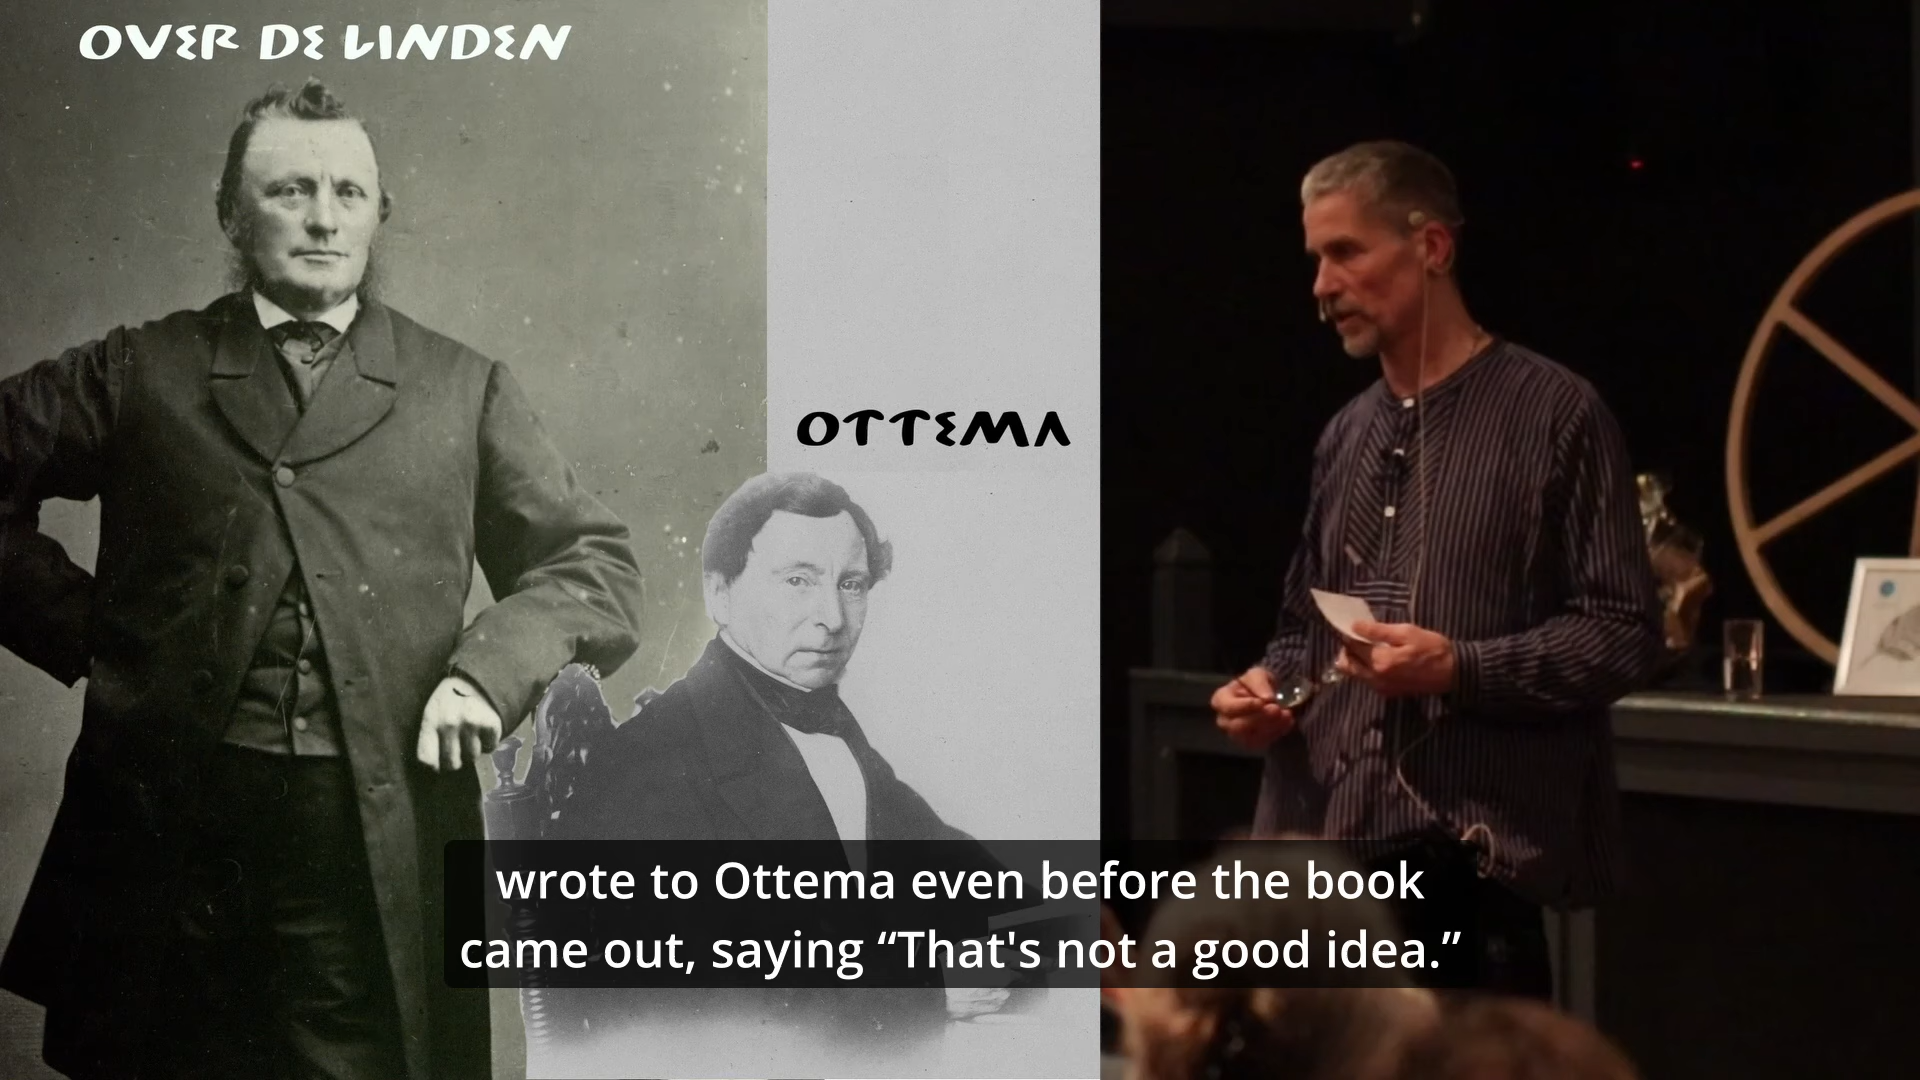 OVER DE LINDEN
OTTEMA
wrote to Ottema even before the book
came out, saying “That's not a good idea.”